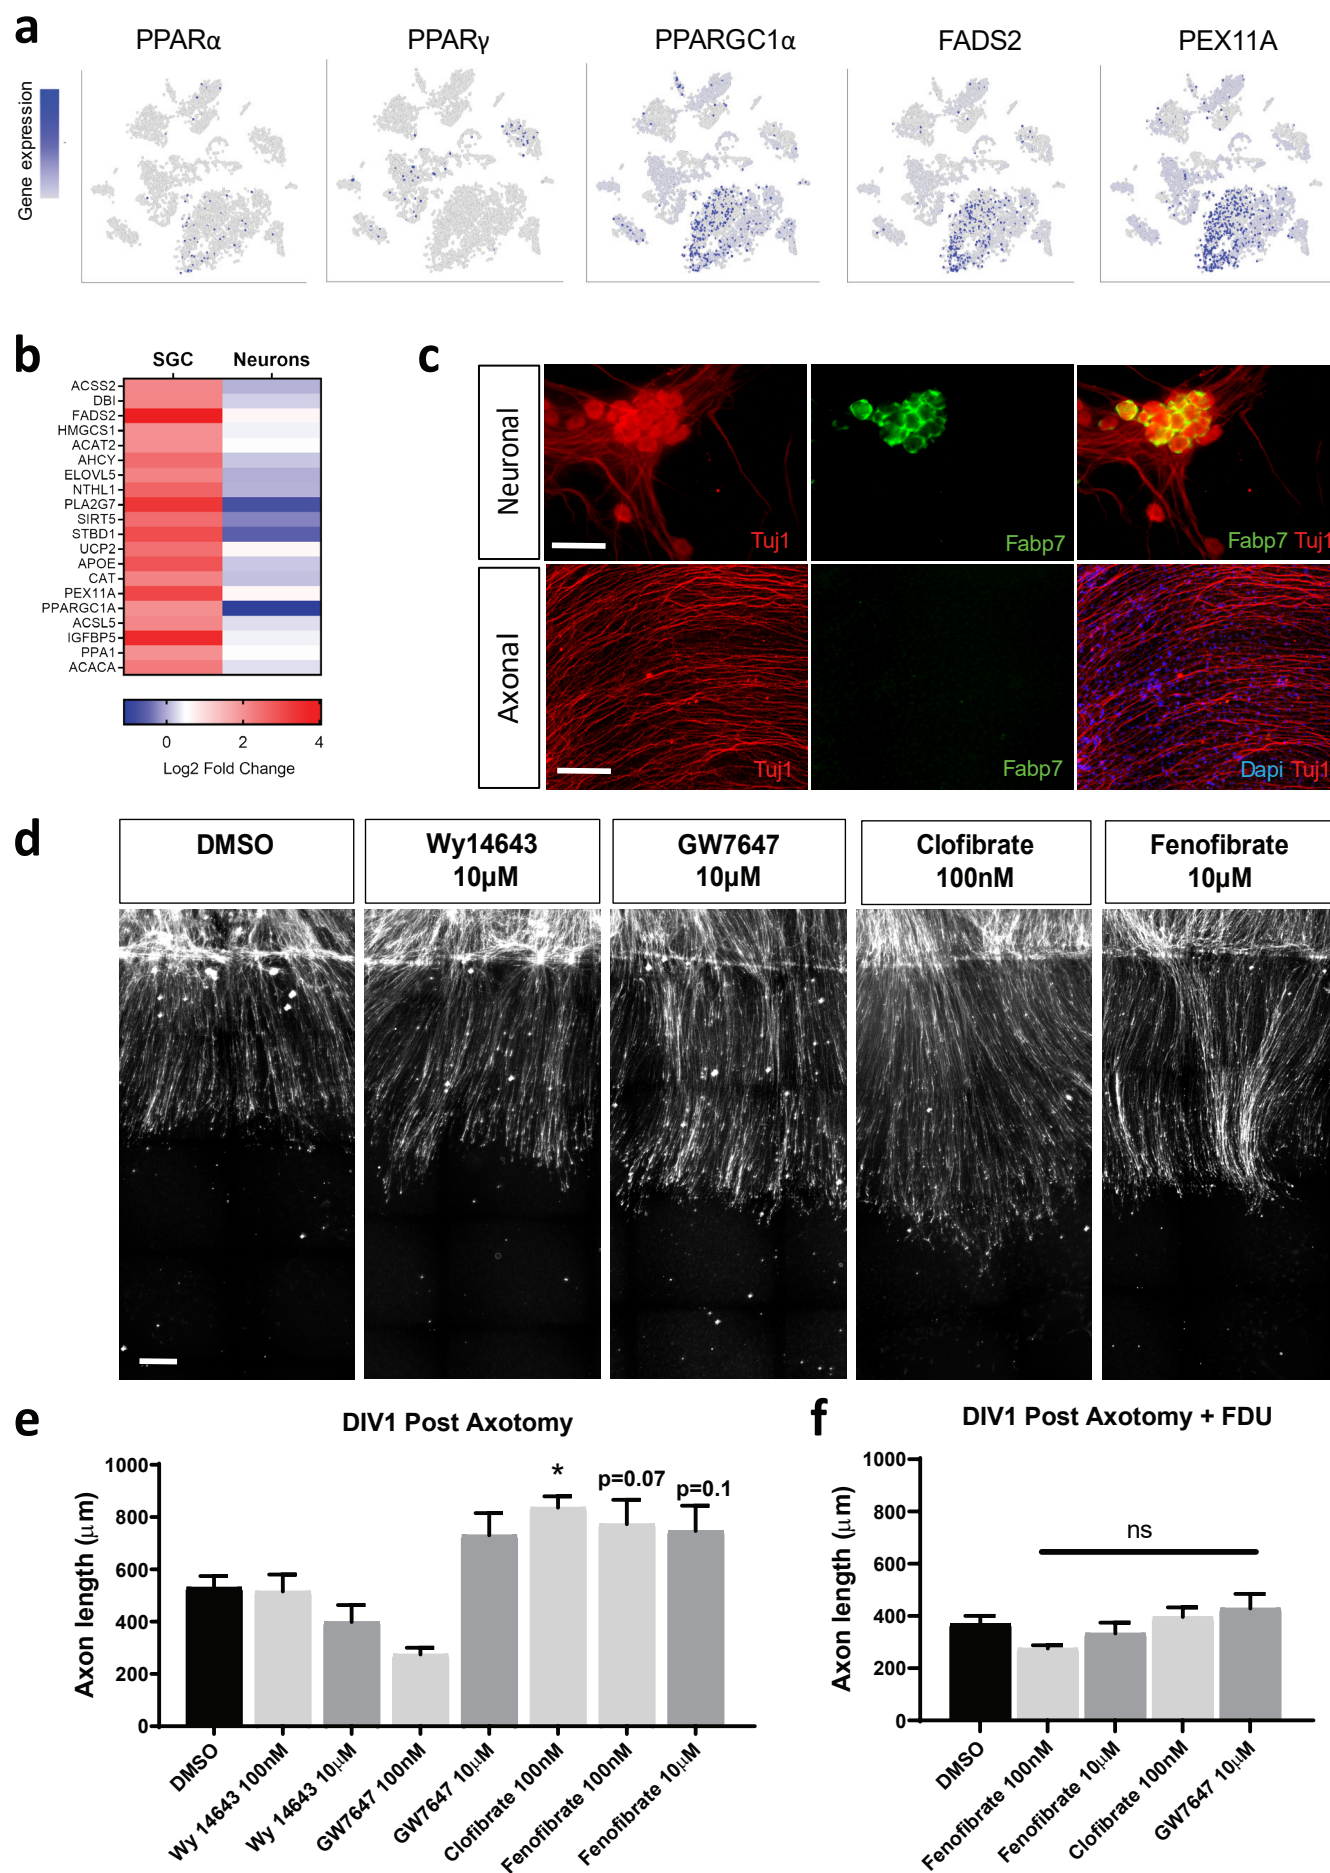 a
PPARα
PPARγ
PPARGC1α
FADS2
PEX11A
Gene expression
b
SGC
Neurons
ACSS2
DBI
FADS2
HMGCS1
ACAT2
AHCY
ELOVL5
NTHL1
PLA2G7
SIRT5
STBD1
UCP2
APOE
CAT
PEX11A
PPARGC1A
ACSL5
IGFBP5
PPA1
ACACA
0 2 4
Log2 Fold Change
c
Neuronal
Tuj1
Fabp7
Fabp7 Tuj1
Axonal
Tuj1
Fabp7
Dapi Tuj1
d
DMSO
Wy14643
10μM
GW7647
10μM
Clofibrate
100nM
Fenofibrate
10μM
e
DIV1 Post Axotomy
Axon length (μm)
1000
800
600
400
200
0
*
p=0.07
p=0.1
DMSO
Wy 14643 100nM
Wy 14643 10μM
GW7647 100nM
GW7647 10μM
Clofibrate 100nM
Fenofibrate 100nM
Fenofibrate 10μM
f
DIV1 Post Axotomy + FDU
Axon length (μm)
1000
800
600
400
200
0
ns
DMSO
Fenofibrate 100nM
Fenofibrate 10μM
Clofibrate 100nM
GW7647 10μM